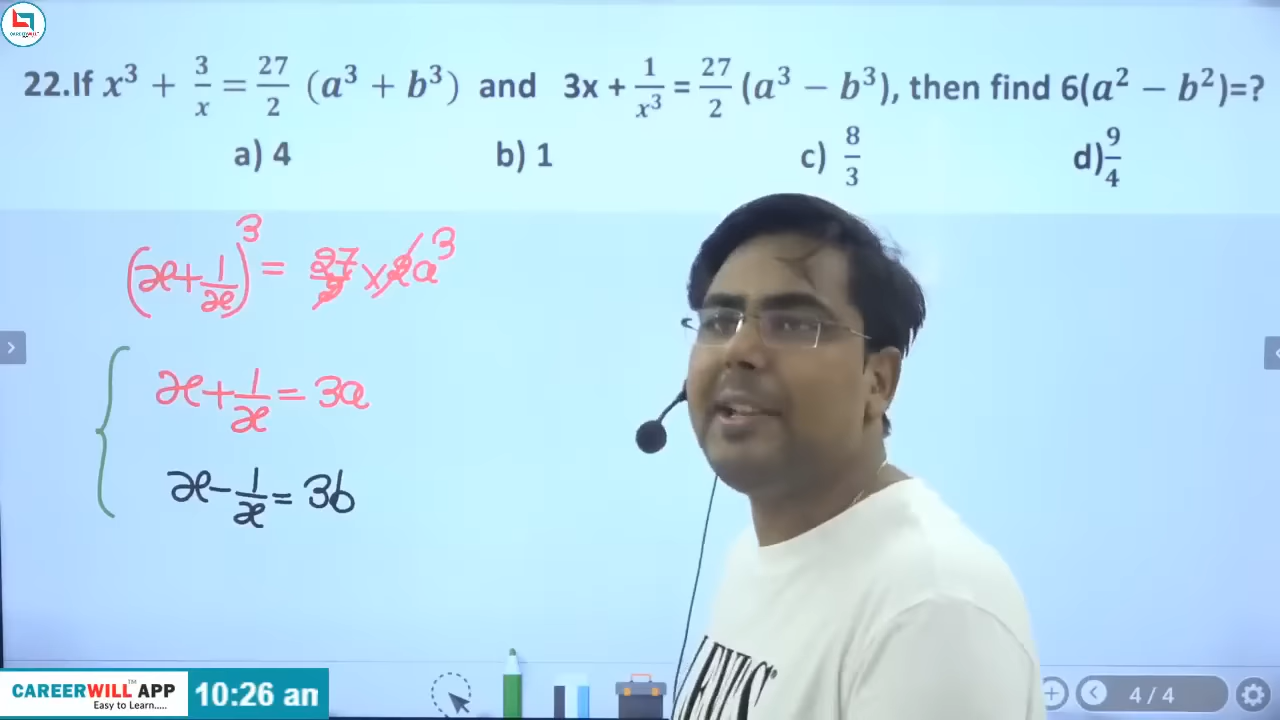 22.If x³ + 3/x = 27/2 (a³ + b³) and 3x + 1/x³ = 27/2 (a³ − b³), then find 6(a² − b²)=?
a) 4 b) 1 c) 8/3 d) 9/4
(x+1/x)³ = 27/2 × 2a³
x+1/x = 3a
x-1/x = 3b
CAREERWILL™ APP
Easy to Learn.....
10:26 an
4 / 4